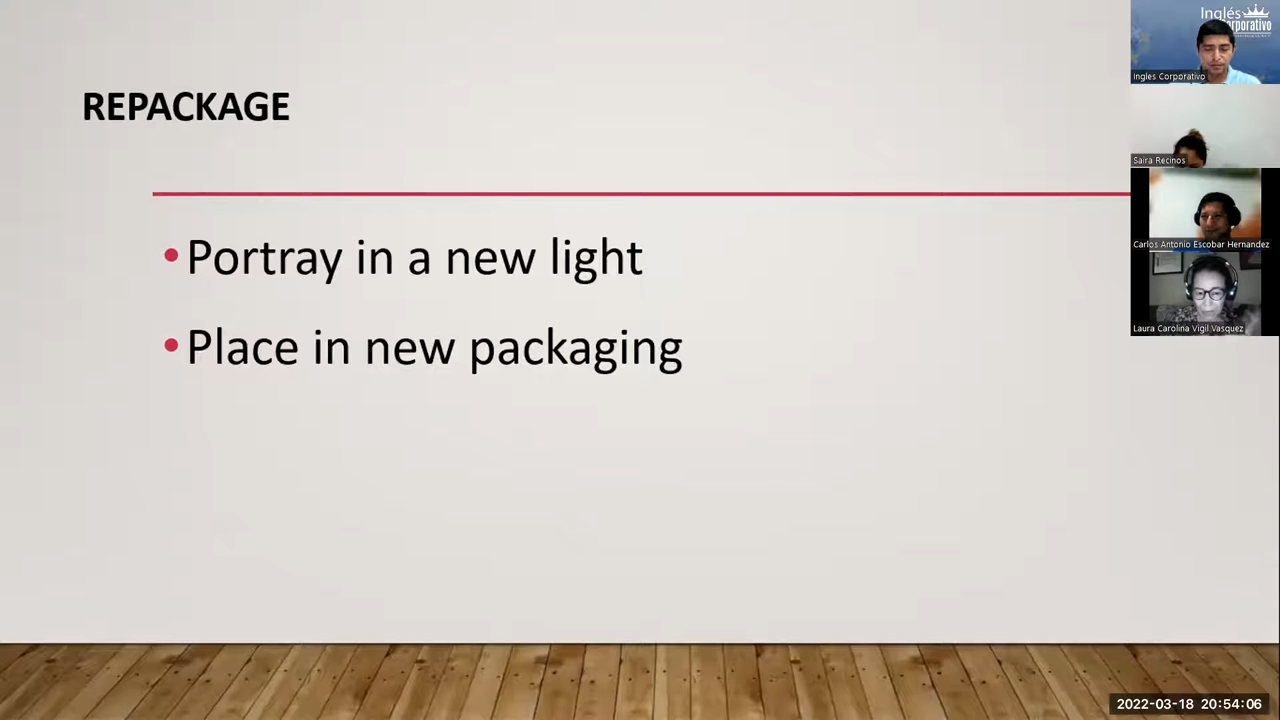 REPACKAGE
• Portray in a new light
• Place in new packaging
Inglés
Corporativo
Ingles Corporativo
Saira Recinos
Carlos Antonio Escobar Hernandez
Laura Carolina Vigil Vasquez
2022-03-18 20:54:06